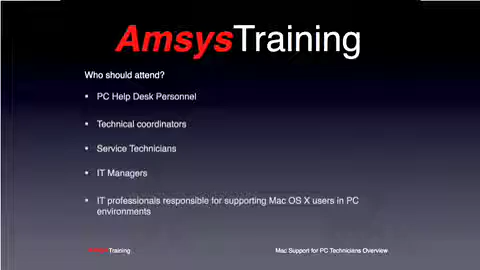 AmsysTraining
Who should attend?
• PC Help Desk Personnel
• Technical coordinators
• Service Technicians
• IT Managers
• IT professionals responsible for supporting Mac OS X users in PC
environments
AmsysTraining
Mac Support for PC Technicians Overview